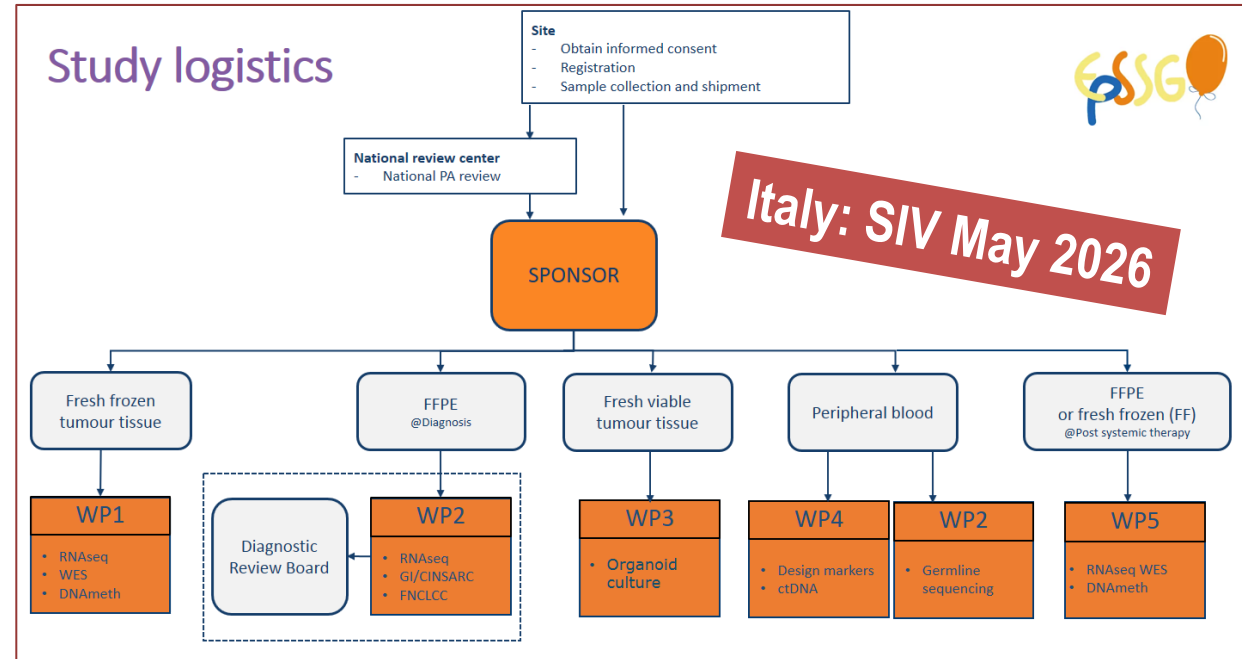 Study logistics
Site
- Obtain informed consent
- Registration
- Sample collection and shipment
EpSSG
National review center
- National PA review
Italy: SIV May 2026
SPONSOR
Fresh frozen
tumour tissue
FFPE
@Diagnosis
Fresh viable
tumour tissue
Peripheral blood
FFPE
or fresh frozen (FF)
@Post systemic therapy
WP1
• RNAseq
• WES
• DNAmeth
Diagnostic
Review Board
WP2
• RNAseq
• GI/CINSARC
• FNCLCC
WP3
• Organoid
culture
WP4
• Design markers
• ctDNA
WP2
• Germline
sequencing
WP5
• RNAseq WES
• DNAmeth